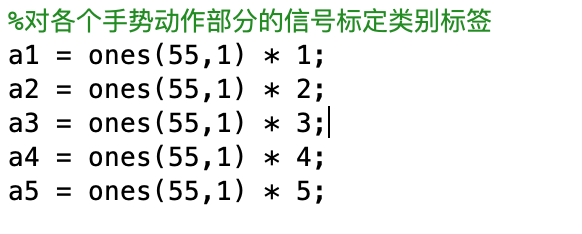 %对各个手势动作部分的信号标定类别标签
a1 = ones(55,1) * 1;
a2 = ones(55,1) * 2;
a3 = ones(55,1) * 3;
a4 = ones(55,1) * 4;
a5 = ones(55,1) * 5;